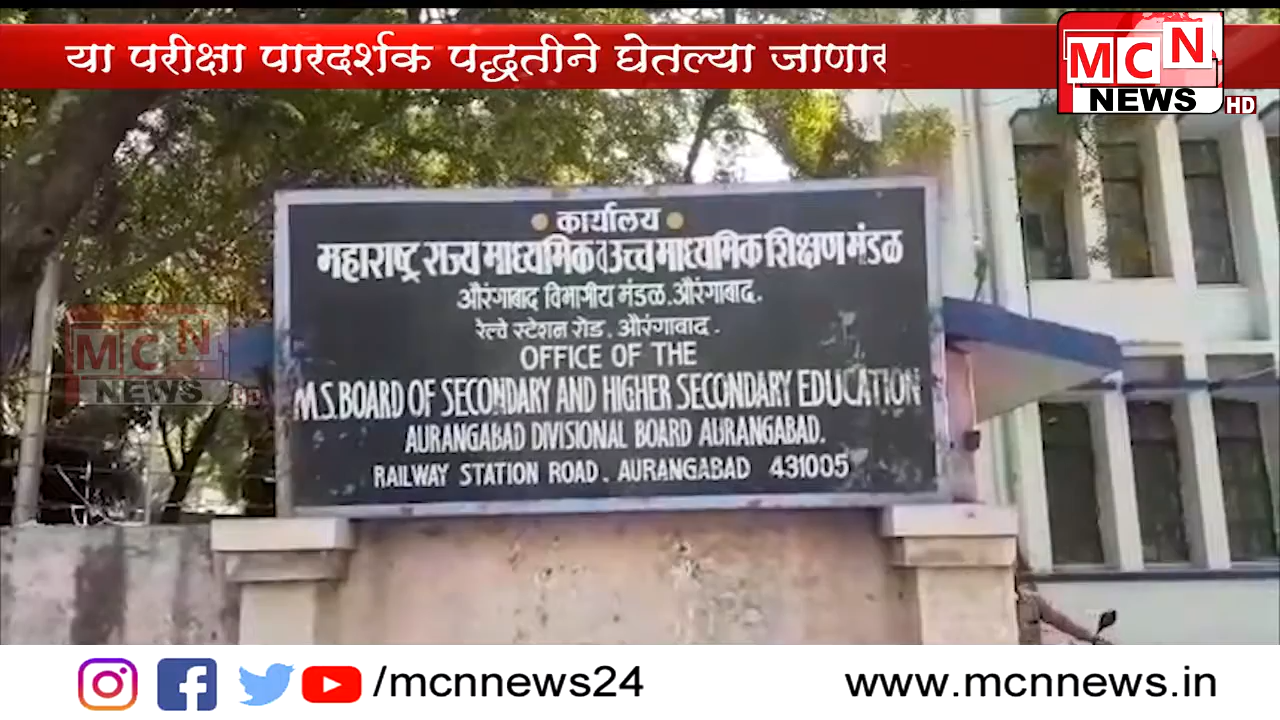 या परीक्षा पारदर्शक पद्धतीने घेतल्या जाणार
MCN
NEWS HD
• कार्यालय •
महाराष्ट्र राज्य माध्यमिक व उच्च माध्यमिक शिक्षण मंडळ
औरंगाबाद विभागीय मंडळ. औरंगाबाद.
रेल्वे स्टेशन रोड. औरंगाबाद.
OFFICE OF THE
M.S. BOARD OF SECONDARY AND HIGHER SECONDARY EDUCATION
AURANGABAD DIVISIONAL BOARD AURANGABAD.
RAILWAY STATION ROAD. AURANGABAD 431005
MCN
NEWS HD
/mcnnews24
www.mcnnews.in